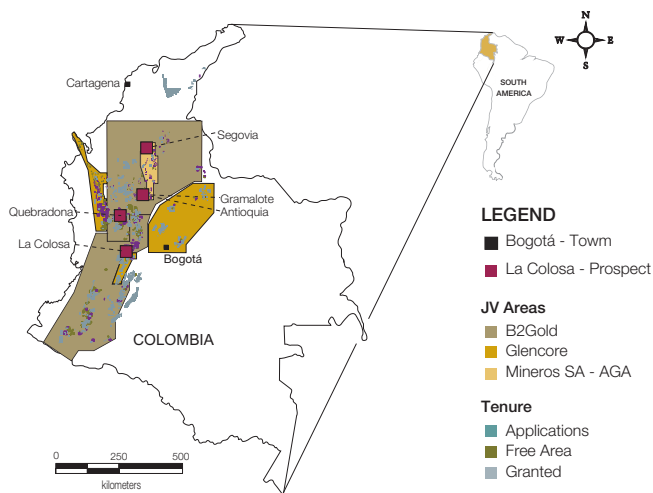 N
W E
S
SOUTH
AMERICA
Cartagena
Segovia
Gramalote
Antioquia
Quebradona
La Colosa
Bogotá
COLOMBIA
0 250 500
kilometers
LEGEND
Bogotá - Towm
La Colosa - Prospect
JV Areas
B2Gold
Glencore
Mineros SA - AGA
Tenure
Applications
Free Area
Granted